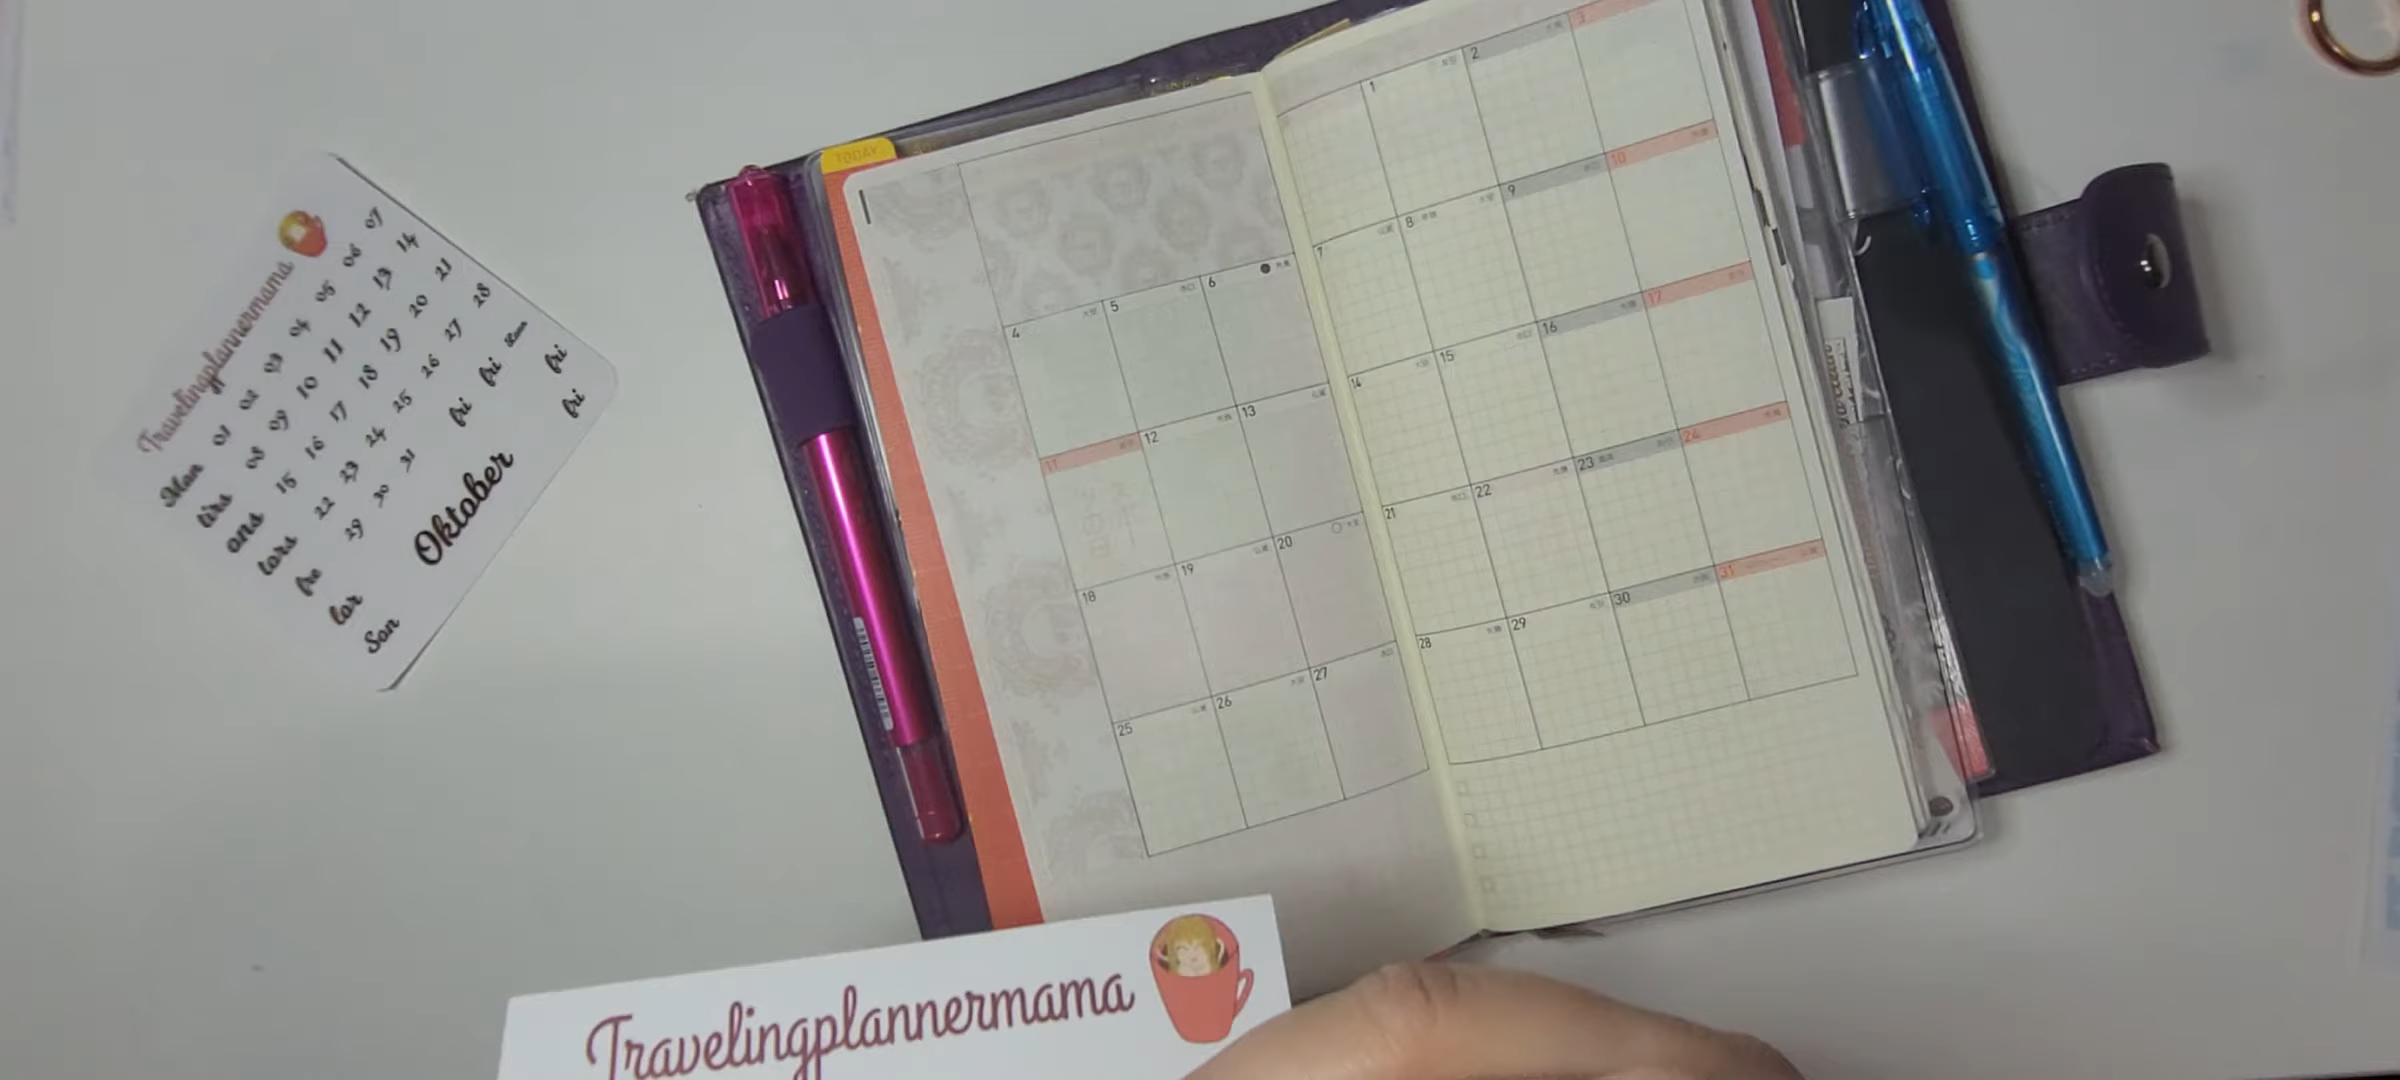 Travelingplannermama
Man 01 02 03 04 05 06 07
tirs 08 09 10 11 12 13 14
ons 15 16 17 18 19 20 21
tors 22 23 24 25 26 27 28
fre 29 30 31 fri fri
lør fri
Søn Oktober fri
TODAY
1 2 3
4 5 6 7 8 9 10
11 12 13 14 15 16 17
18 19 20 21 22 23 24
25 26 27 28 29 30 31
Travelingplannermama